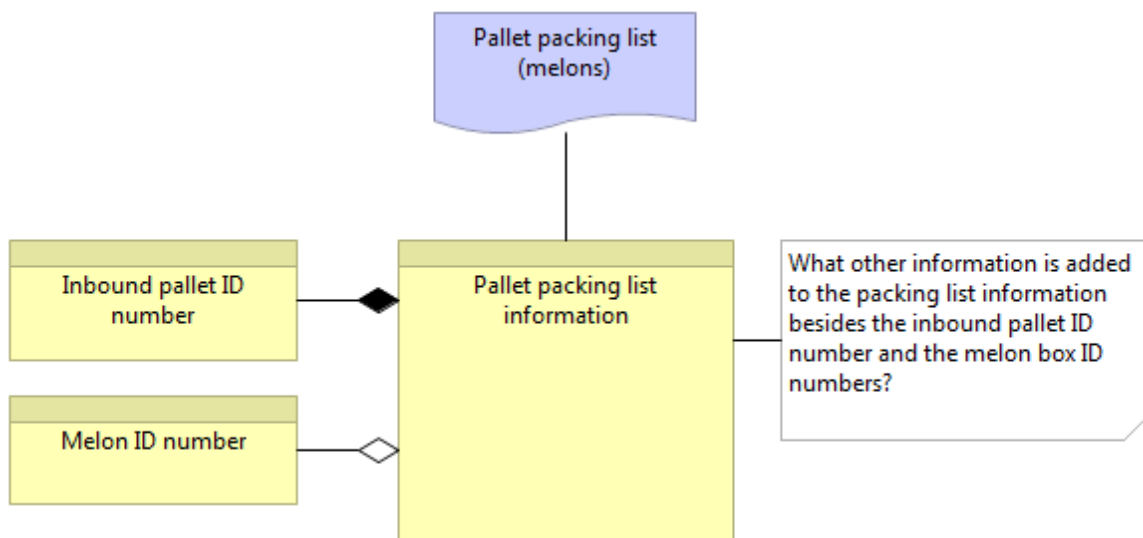 Pallet packing list
(melons)
Inbound pallet ID
number
Pallet packing list
information
What other information is added
to the packing list information
besides the inbound pallet ID
number and the melon box ID
numbers?
Melon ID number